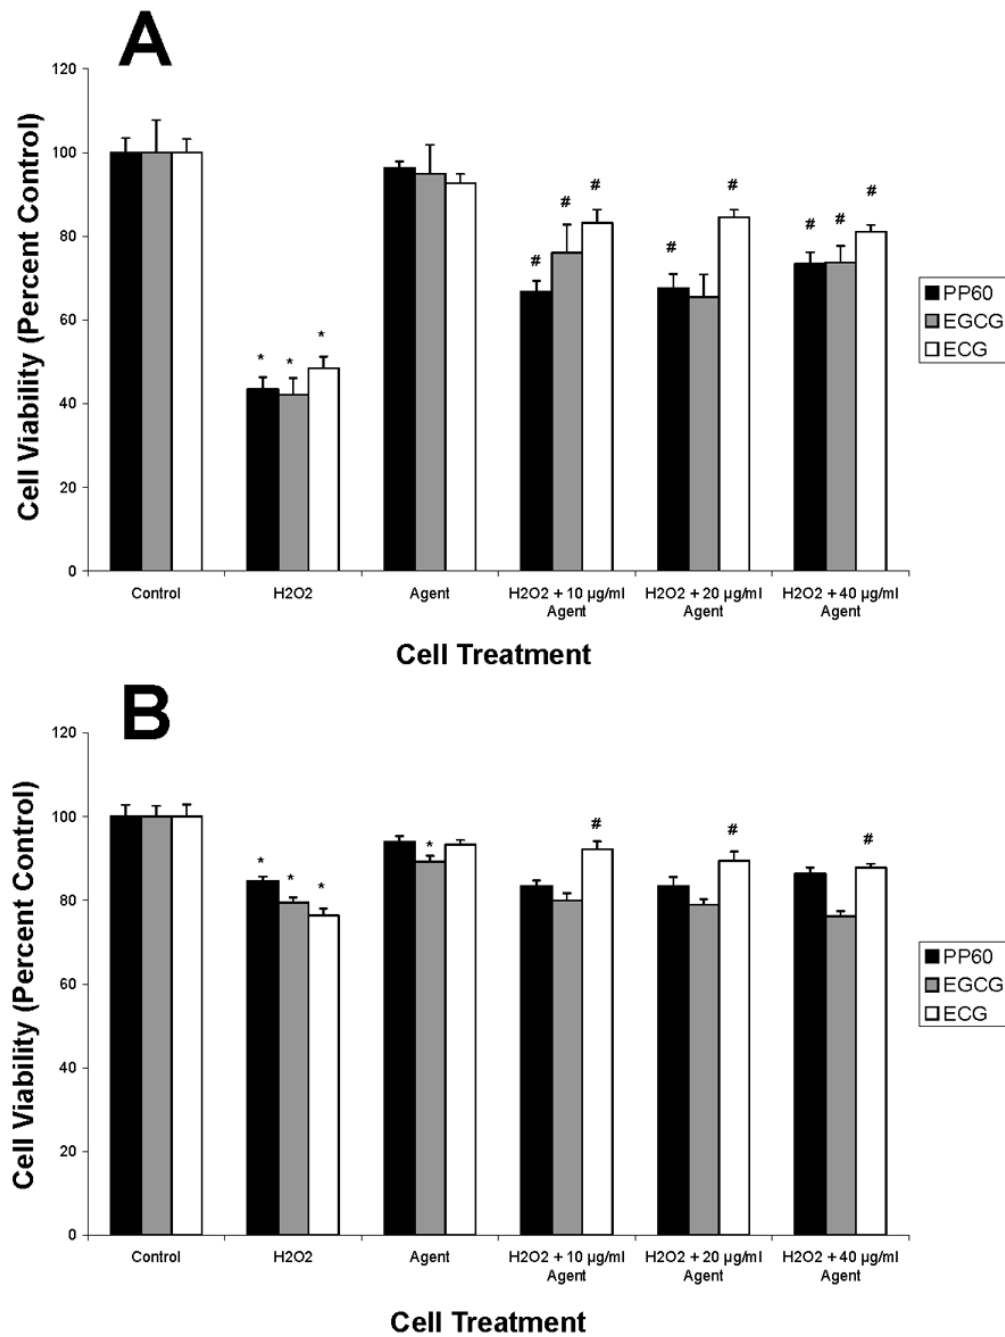 A
120
100
80
60
40
20
0
Cell Viability (Percent Control)
* * *
# # #
# #
# # #
Control H2O2 Agent H2O2 + 10 µg/ml H2O2 + 20 µg/ml H2O2 + 40 µg/ml
Agent Agent Agent
Cell Treatment
PP60
EGCG
ECG
B
120
100
80
60
40
20
0
Cell Viability (Percent Control)
* * *
*
#
#
#
Control H2O2 Agent H2O2 + 10 µg/ml H2O2 + 20 µg/ml H2O2 + 40 µg/ml
Agent Agent Agent
Cell Treatment
PP60
EGCG
ECG